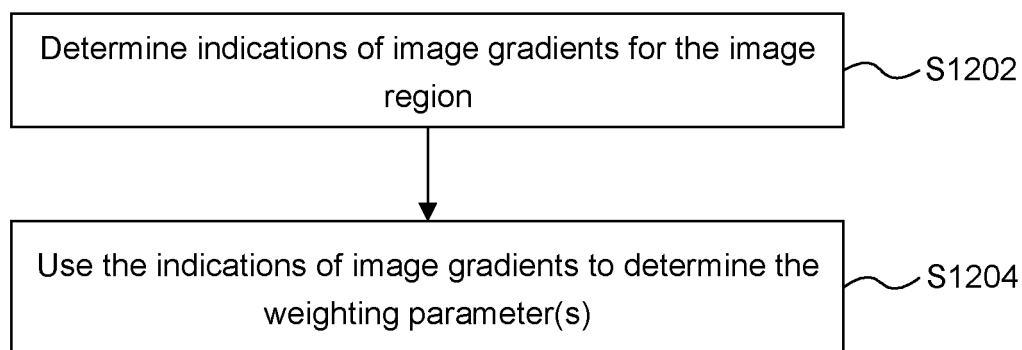 Determine indications of image gradients for the image
region
S1202
Use the indications of image gradients to determine the
weighting parameter(s)
S1204